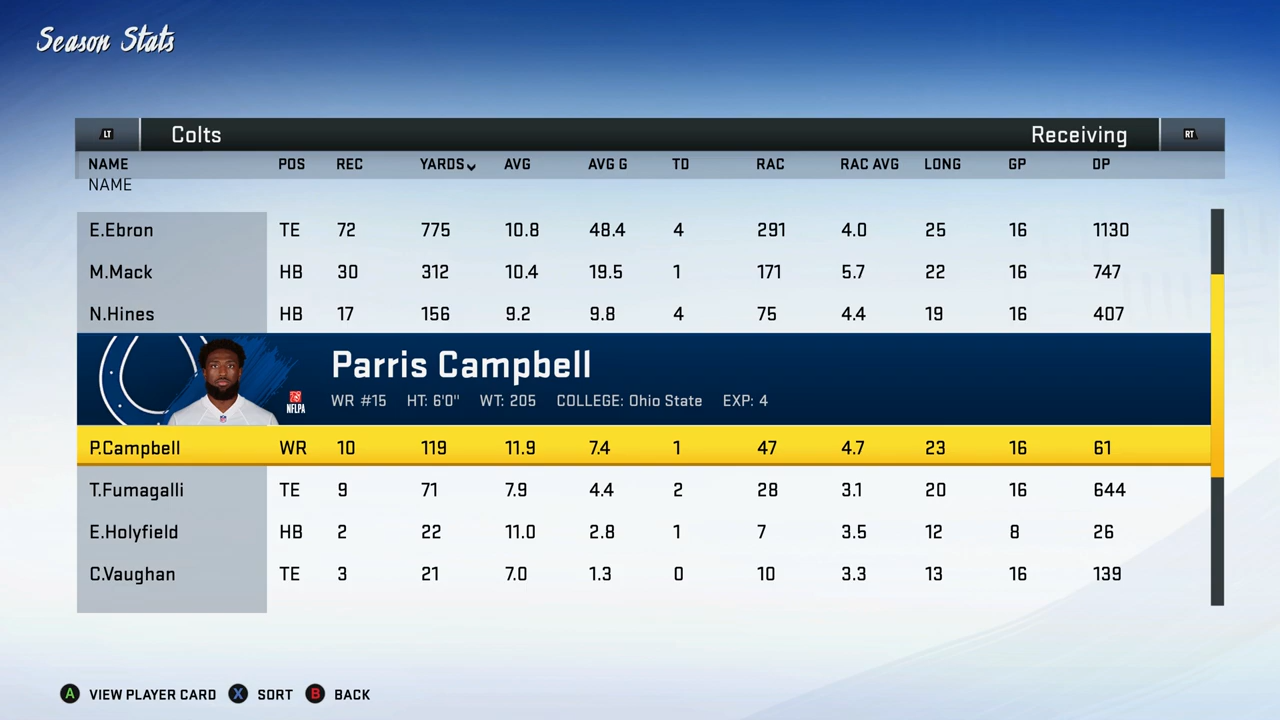 Season Stats
LT Colts Receiving RT
NAME POS REC YARDS AVG AVG G TD RAC RAC AVG LONG GP DP
NAME
E.Ebron TE 72 775 10.8 48.4 4 291 4.0 25 16 1130
M.Mack HB 30 312 10.4 19.5 1 171 5.7 22 16 747
N.Hines HB 17 156 9.2 9.8 4 75 4.4 19 16 407
Parris Campbell
WR #15 HT: 6'0" WT: 205 COLLEGE: Ohio State EXP: 4
NFLPA
P.Campbell WR 10 119 11.9 7.4 1 47 4.7 23 16 61
T.Fumagalli TE 9 71 7.9 4.4 2 28 3.1 20 16 644
E.Holyfield HB 2 22 11.0 2.8 1 7 3.5 12 8 26
C.Vaughan TE 3 21 7.0 1.3 0 10 3.3 13 16 139
A VIEW PLAYER CARD X SORT B BACK